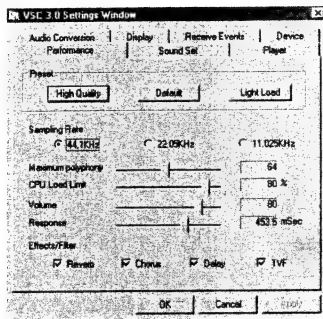 VSC 3.0 Settings Window
Audio Conversion Display Receive Events Device
Performance Sound Set Player
Preset
High Quality Default Light Load
Sampling Rate
44.1KHz 22.05KHz 11.025KHz
Maximum polyphony 64
CPU Load Limit 80 %
Volume 80
Response 453.5 mSec
Effects/Filter
Reverb Chorus Delay TVF
OK Cancel Apply